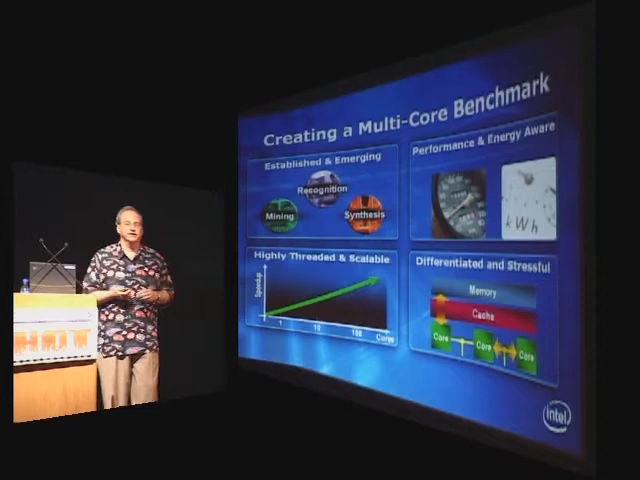 Creating a Multi-Core Benchmark
Established & Emerging
Recognition
Mining
Synthesis
Performance & Energy Aware
kWh
Highly Threaded & Scalable
Speedup
1 10 100 Cores
Differentiated and Stressful
Memory
Cache
Core Core Core
intel
HOT